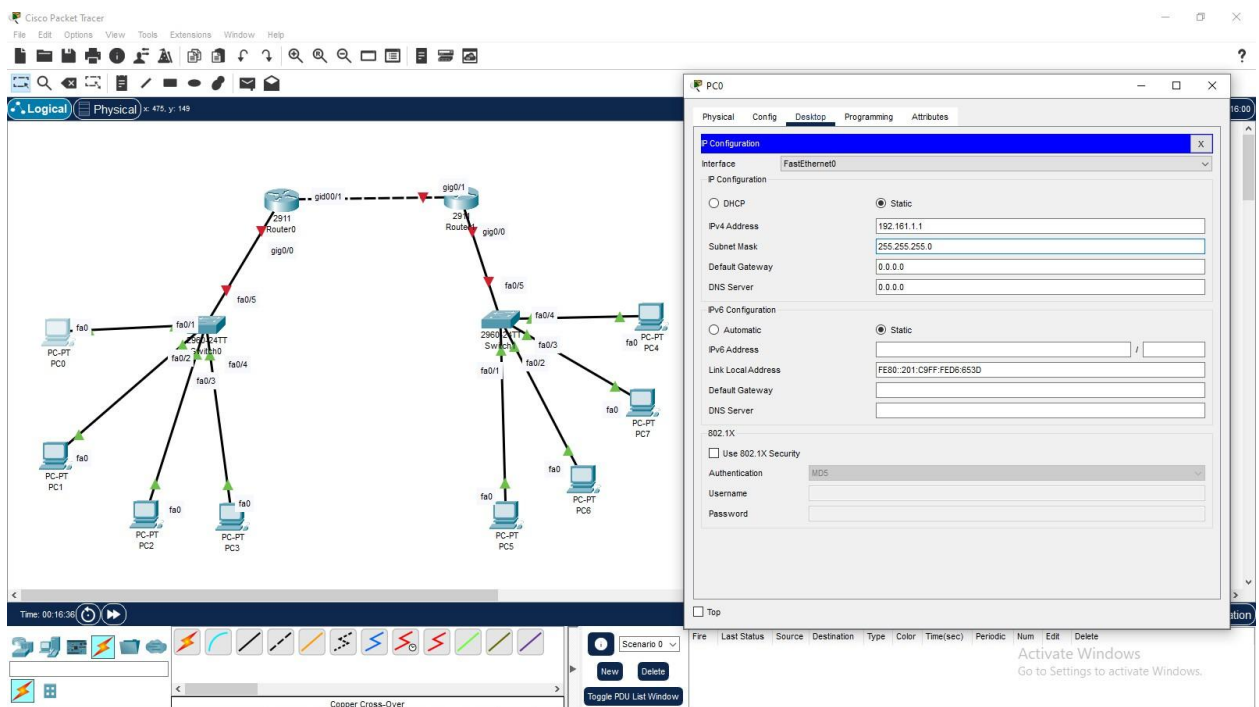 Cisco Packet Tracer
File Edit Options View Tools Extensions Window Help
?
Logical
Physical
x: 475, y: 149
16:00
gid00/1
gig0/1
2911
Router0
gig0/0
gig0/0
fa0/5
fa0/5
fa0
fa0/1
PC-PT
PC0
2960-24TT
Switch0
fa0/2
fa0/4
fa0/3
fa0
PC-PT
PC1
fa0
PC-PT
PC2
fa0
PC-PT
PC3
fa0/4
fa0/3
fa0/2
fa0/1
fa0
PC-PT
PC4
fa0
PC-PT
PC7
fa0
PC-PT
PC6
fa0
PC-PT
PC5
PC0
Physical Config Desktop Programming Attributes
IP Configuration
X
Interface FastEthernet0
IP Configuration
DHCP Static
IPv4 Address 192.161.1.1
Subnet Mask 255.255.255.0
Default Gateway 0.0.0.0
DNS Server 0.0.0.0
IPv6 Configuration
Automatic Static
IPv6 Address /
Link Local Address FE80::201:C9FF:FED6:653D
Default Gateway
DNS Server
802.1X
Use 802.1X Security
Authentication MD5
Username
Password
Top
Time: 00:16:36
Copper Cross-Over
Scenario 0
New Delete
Toggle PDU List Window
Fire Last Status Source Destination Type Color Time(sec) Periodic Num Edit Delete
Activate Windows
Go to Settings to activate Windows.